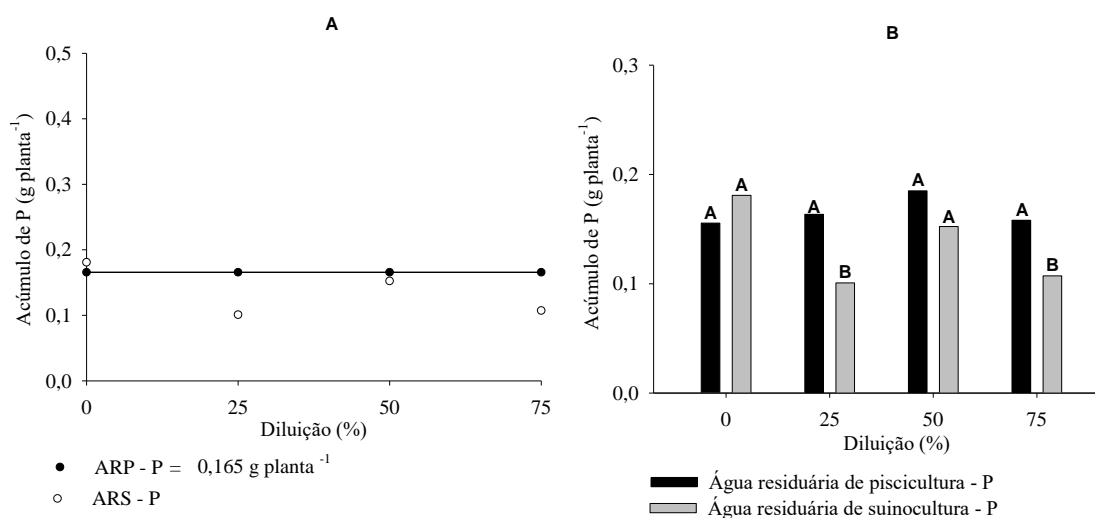 A
0,5
0,4
0,3
0,2
0,1
0,0
Acúmulo de P (g planta -1)
0 25 50 75
Diluição (%)
ARP - P = 0,165 g planta -1
ARS - P
B
0,3
0,2
0,1
0,0
Acúmulo de P (g planta -1)
A A A B A A A B
0 25 50 75
Diluição (%)
Água residuária de piscicultura - P
Água residuária de suinocultura - P